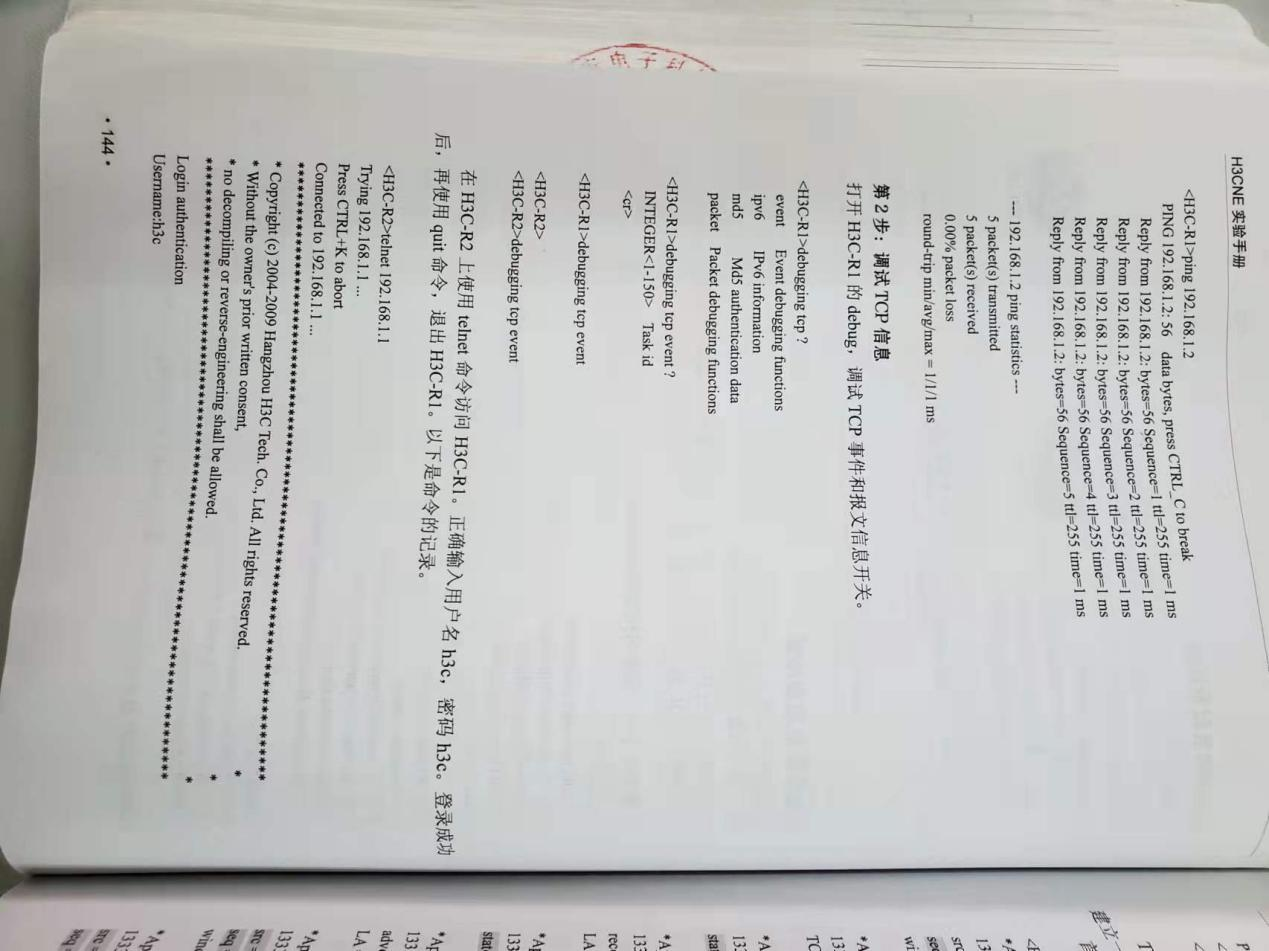 H3CNE 实验手册
<H3C-R1>ping 192.168.1.2
PING 192.168.1.2: 56 data bytes, press CTRL_C to break
Reply from 192.168.1.2: bytes=56 Sequence=1 ttl=255 time=1 ms
Reply from 192.168.1.2: bytes=56 Sequence=2 ttl=255 time=1 ms
Reply from 192.168.1.2: bytes=56 Sequence=3 ttl=255 time=1 ms
Reply from 192.168.1.2: bytes=56 Sequence=4 ttl=255 time=1 ms
Reply from 192.168.1.2: bytes=56 Sequence=5 ttl=255 time=1 ms
--- 192.168.1.2 ping statistics ---
5 packet(s) transmitted
5 packet(s) received
0.00% packet loss
round-trip min/avg/max = 1/1/1 ms
第 2 步：调试 TCP 信息
打开 H3C-R1 的 debug，调试 TCP 事件和报文信息开关。
<H3C-R1>debugging tcp ?
event Event debugging functions
ipv6 IPv6 information
md5 Md5 authentication data
packet Packet debugging functions
<H3C-R1>debugging tcp event ?
INTEGER<1-150> Task id
<cr>
<H3C-R1>debugging tcp event
<H3C-R2>
<H3C-R2>debugging tcp event
在 H3C-R2 上使用 telnet 命令访问 H3C-R1。正确输入用户名 h3c，密码 h3c。登录成功
后，再使用 quit 命令，退出 H3C-R1。以下是命令的记录。
<H3C-R2>telnet 192.168.1.1
Trying 192.168.1.1 ...
Press CTRL+K to abort
Connected to 192.168.1.1 ...
******************************************************************************
* Copyright (c) 2004-2009 Hangzhou H3C Tech. Co., Ltd. All rights reserved. *
* Without the owner's prior written consent, *
* no decompiling or reverse-engineering shall be allowed. *
******************************************************************************
Login authentication
Username:h3c
• 144 •